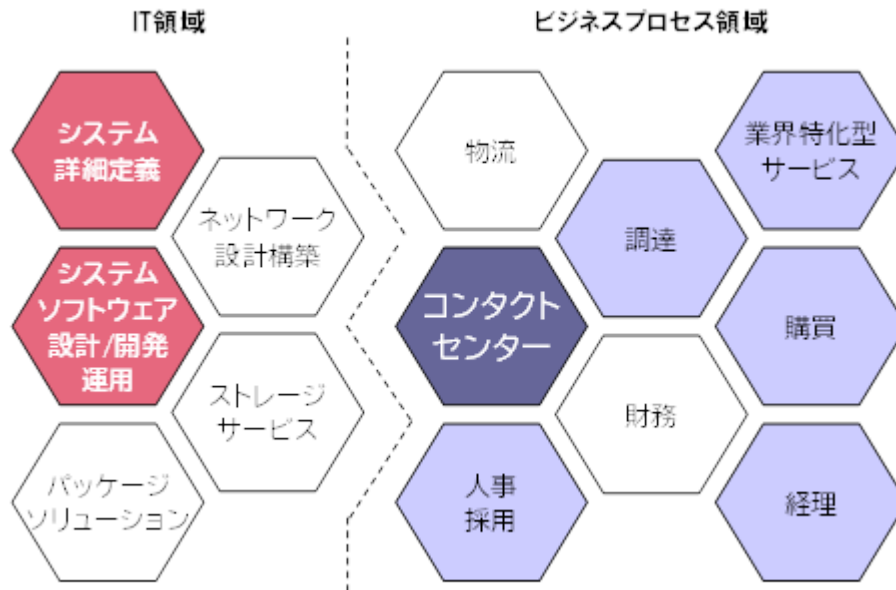 IT領域
システム
詳細定義
ネットワーク
設計構築
システム
ソフトウェア
設計/開発
運用
ストレージ
サービス
パッケージ
ソリューション
ビジネスプロセス領域
物流
業界特化型
サービス
調達
コンタクト
センター
購買
財務
人事
採用
経理